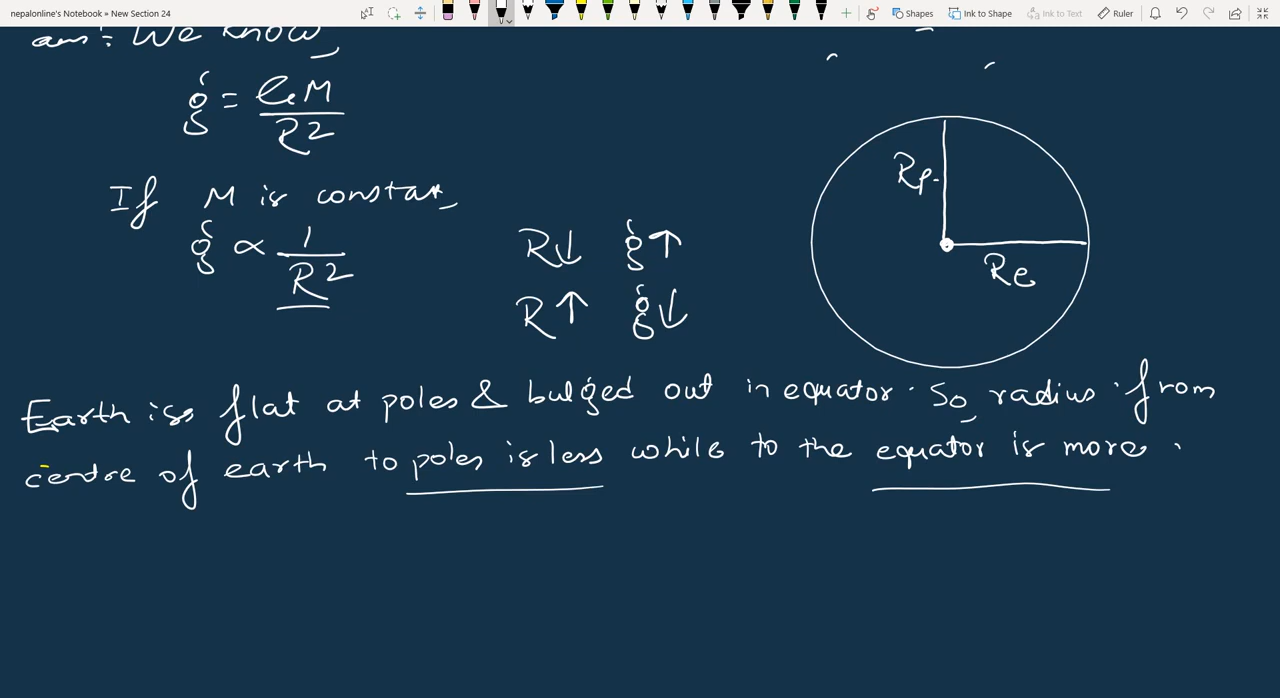 nepalonline's Notebook » New Section 24
Shapes
Ink to Shape
Ink to Text
Ruler
ans:- We know,
g = GM
R2
If M is constant,
g ∝ 1
R2
R↓ g↑
R↑ g↓
Rp
Re
Earth iss flat at poles & bulged out in equator. So, radius from
centre of earth to poles is less while to the equator is more.